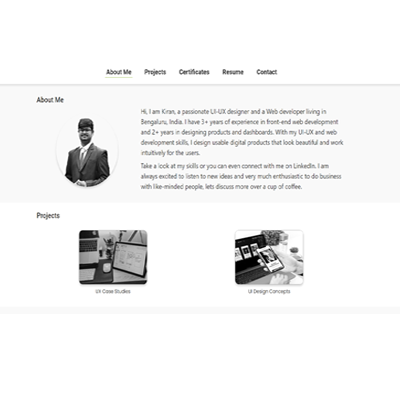 About Me Projects Certificates Resume Contact
About Me
Hi, I am Kiran, a passionate UI-UX designer and a Web developer living in
Bengaluru, India. I have 3+ years of experience in front-end web development
and 2+ years in designing products and dashboards. With my UI-UX and web
development skills, I design usable digital products that look beautiful and work
intuitively for the users.
Take a look at my skills or you can even connect with me on LinkedIn. I am
always excited to listen to new ideas and very much enthusiastic to do business
with like-minded people, lets discuss more over a cup of coffee.
Projects
UX Case Studies
UI Design Concepts